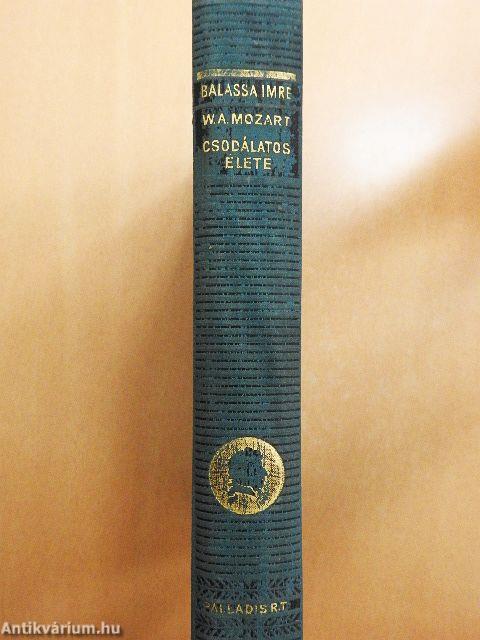 BALASSA IMRE
W. A. MOZART
CSODÁLATOS
ÉLETE
PALLADIS R.T.
Antikvárium.hu